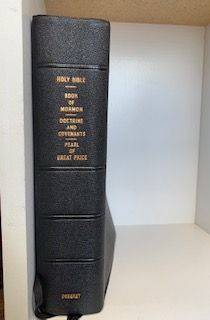 HOLY BIBLE
BOOK
OF
MORMON
DOCTRINE
AND
COVENANTS
PEARL
OF
GREAT PRICE
DESERET